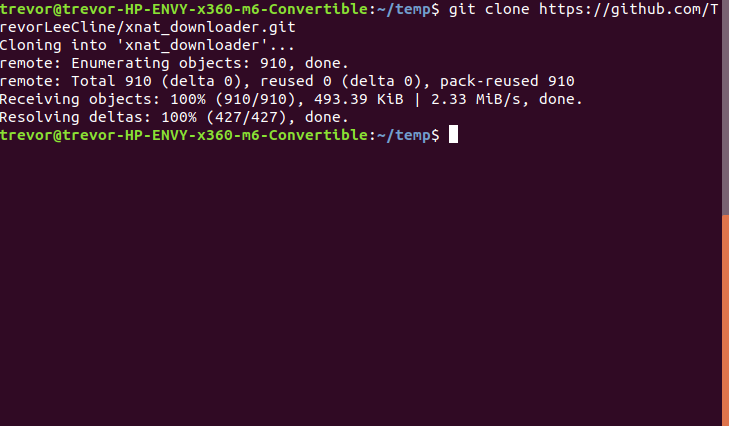 trevor@trevor-HP-ENVY-x360-m6-Convertible:~/temp$ git clone https://github.com/T
revorLeeCline/xnat_downloader.git
Cloning into 'xnat_downloader'...
remote: Enumerating objects: 910, done.
remote: Total 910 (delta 0), reused 0 (delta 0), pack-reused 910
Receiving objects: 100% (910/910), 493.39 KiB | 2.33 MiB/s, done.
Resolving deltas: 100% (427/427), done.
trevor@trevor-HP-ENVY-x360-m6-Convertible:~/temp$